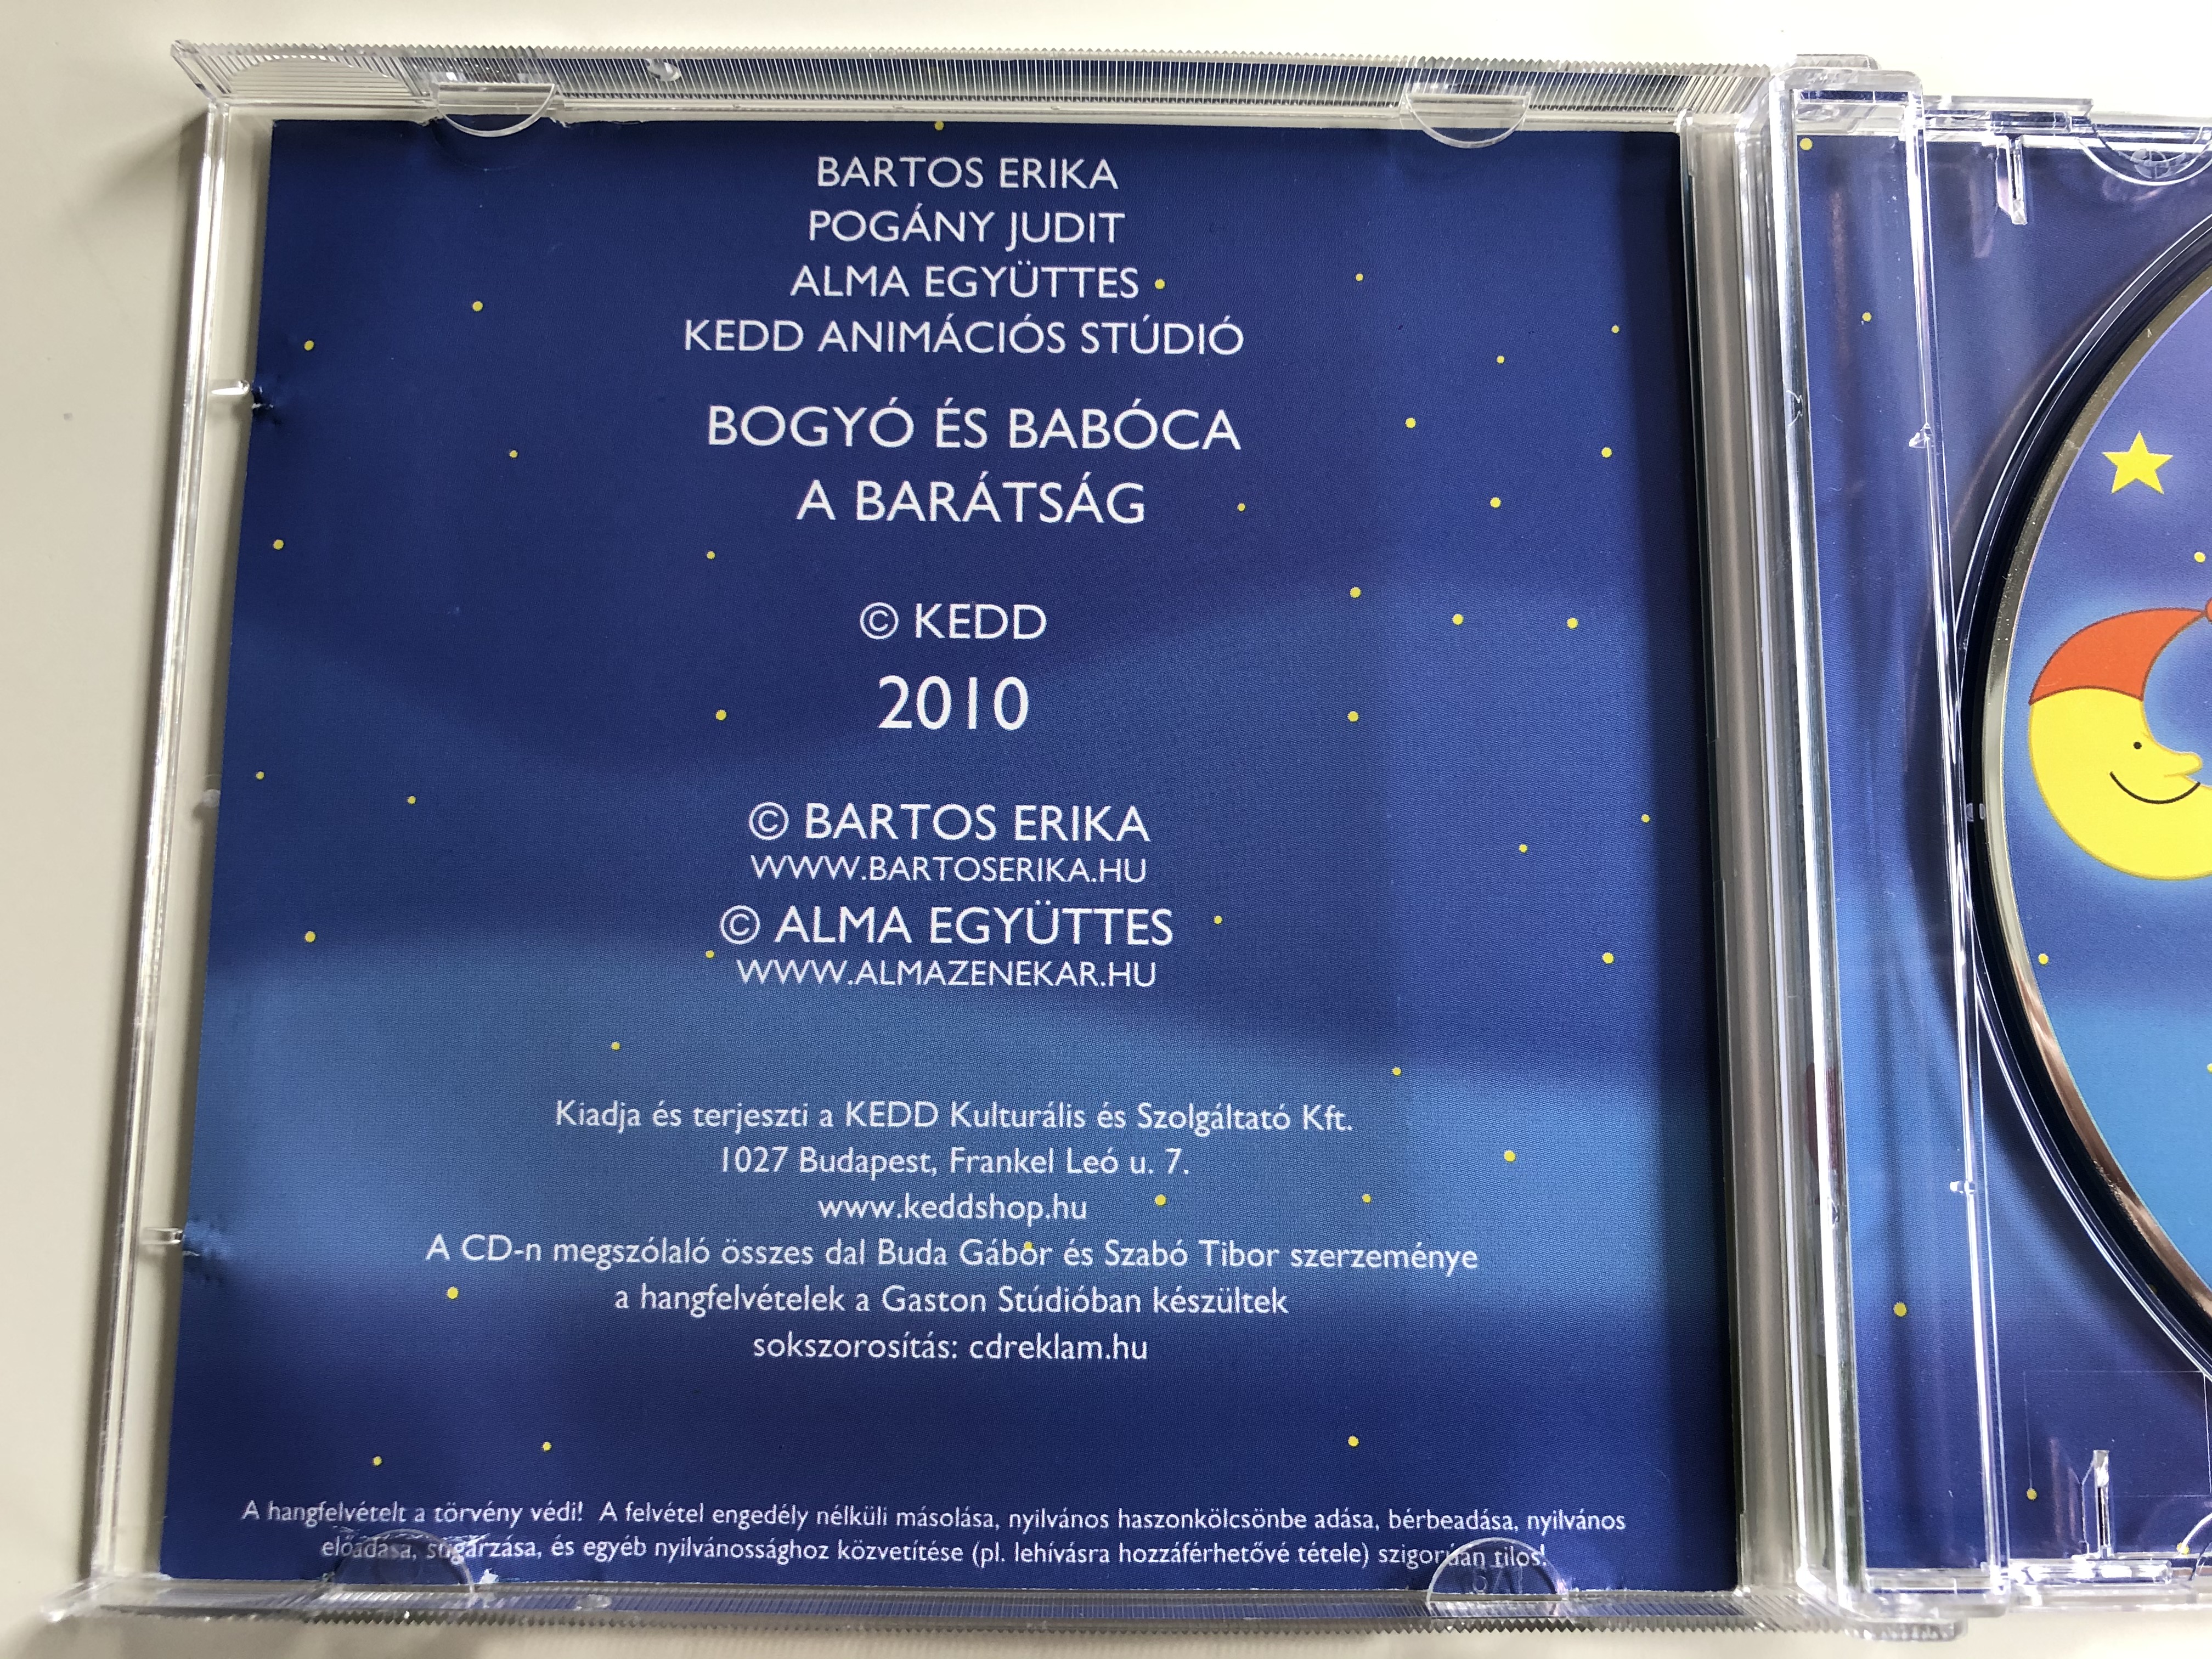 BARTOS ERIKA
POGÁNY JUDIT
ALMA EGYÜTTES
KEDD ANIMÁCIÓS STÚDIÓ
BOGYÓ ÉS BABÓCA
A BARÁTSÁG
© KEDD
2010
© BARTOS ERIKA
WWW.BARTOSERIKA.HU
© ALMA EGYÜTTES
WWW.ALMAZENEKAR.HU
Kiadja és terjeszti a KEDD Kulturális és Szolgáltató Kft.
1027 Budapest, Frankel Leó u. 7.
www.keddshop.hu
A CD-n megszólaló összes dal Buda Gábor és Szabó Tibor szerzeménye
a hangfelvételek a Gaston Stúdióban készültek
sokszorosítás: cdreklam.hu
A hangfelvételt a törvény védi! A felvétel engedély nélküli másolása, nyilvános haszonkölcsönbe adása, bérbeadása, nyilvános
előadása, sugárzása, és egyéb nyilvánossághoz közvetítése (pl. lehívásra hozzáférhetővé tétele) szigorúan tilos!